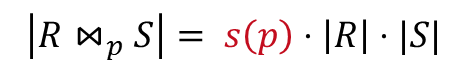 |R ⋈ₚ S| = s(p) · |R| · |S|